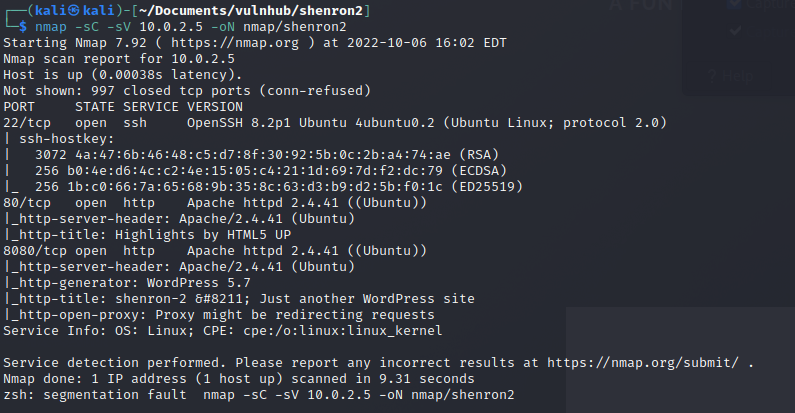 ┌──(kali㉿kali)-[~/Documents/vulnhub/shenron2]
└─$ nmap -sC -sV 10.0.2.5 -oN nmap/shenron2
Starting Nmap 7.92 ( https://nmap.org ) at 2022-10-06 16:02 EDT
Nmap scan report for 10.0.2.5
Host is up (0.00038s latency).
Not shown: 997 closed tcp ports (conn-refused)
PORT     STATE SERVICE VERSION
22/tcp   open  ssh     OpenSSH 8.2p1 Ubuntu 4ubuntu0.2 (Ubuntu Linux; protocol 2.0)
| ssh-hostkey:
|   3072 4a:47:6b:46:48:c5:d7:8f:30:92:5b:0c:2b:a4:74:ae (RSA)
|   256 b0:4e:d6:4c:c2:4e:15:05:c4:21:1d:69:7d:f2:dc:79 (ECDSA)
|_  256 1b:c0:66:7a:65:68:9b:35:8c:63:d3:b9:d2:5b:f0:1c (ED25519)
80/tcp   open  http    Apache httpd 2.4.41 ((Ubuntu))
|_http-server-header: Apache/2.4.41 (Ubuntu)
|_http-title: Highlights by HTML5 UP
8080/tcp open  http    Apache httpd 2.4.41 ((Ubuntu))
|_http-server-header: Apache/2.4.41 (Ubuntu)
|_http-generator: WordPress 5.7
|_http-title: shenron-2 &#8211; Just another WordPress site
|_http-open-proxy: Proxy might be redirecting requests
Service Info: OS: Linux; CPE: cpe:/o:linux:linux_kernel

Service detection performed. Please report any incorrect results at https://nmap.org/submit/ .
Nmap done: 1 IP address (1 host up) scanned in 9.31 seconds
zsh: segmentation fault  nmap -sC -sV 10.0.2.5 -oN nmap/shenron2